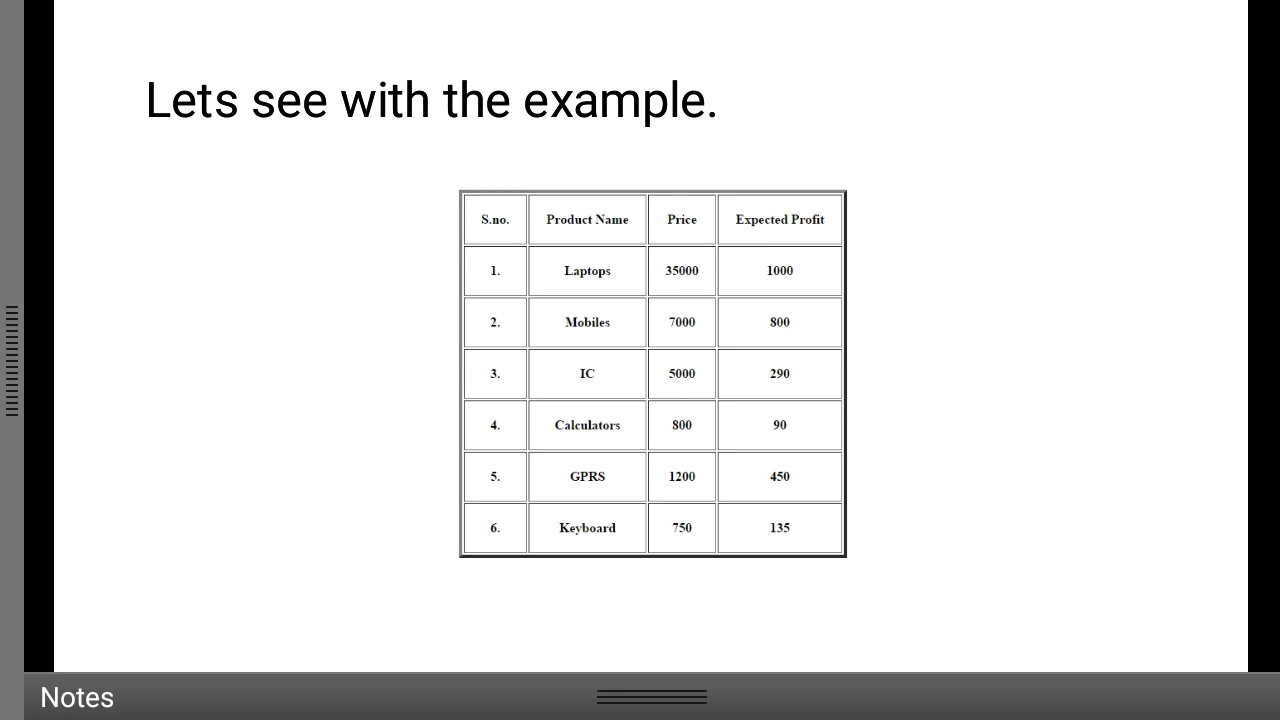 Lets see with the example.
S.no. Product Name Price Expected Profit
1. Laptops 35000 1000
2. Mobiles 7000 800
3. IC 5000 290
4. Calculators 800 90
5. GPRS 1200 450
6. Keyboard 750 135
Notes